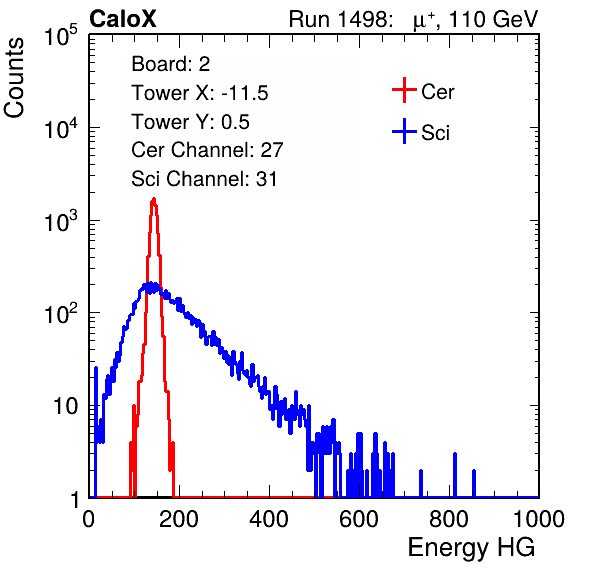 CaloX Run 1498: μ⁺, 110 GeV
Counts
10⁵
10⁴
10³
10²
10
1
Board: 2
Tower X: -11.5
Tower Y: 0.5
Cer Channel: 27
Sci Channel: 31
Cer
Sci
0 200 400 600 800 1000
Energy HG